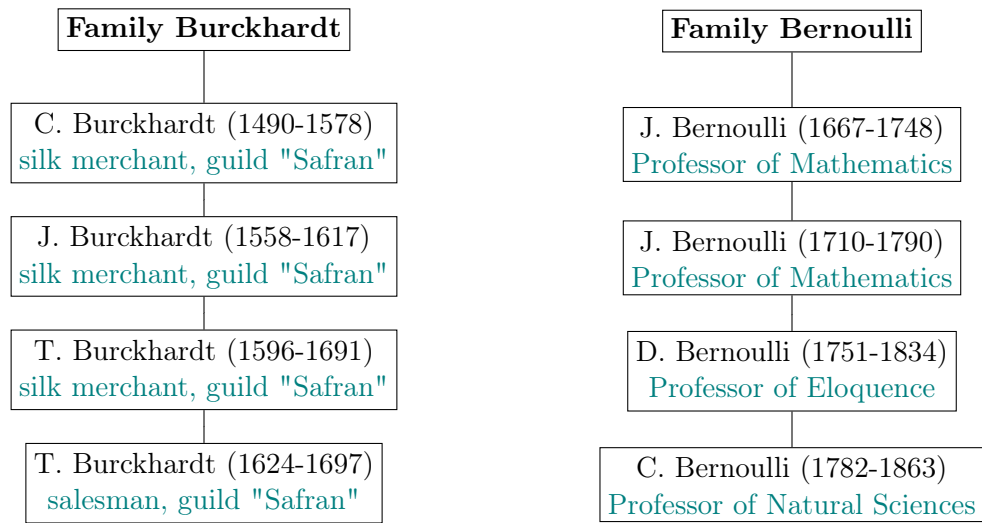 Family Burckhardt
C. Burckhardt (1490-1578)
silk merchant, guild "Safran"
J. Burckhardt (1558-1617)
silk merchant, guild "Safran"
T. Burckhardt (1596-1691)
silk merchant, guild "Safran"
T. Burckhardt (1624-1697)
salesman, guild "Safran"
Family Bernoulli
J. Bernoulli (1667-1748)
Professor of Mathematics
J. Bernoulli (1710-1790)
Professor of Mathematics
D. Bernoulli (1751-1834)
Professor of Eloquence
C. Bernoulli (1782-1863)
Professor of Natural Sciences